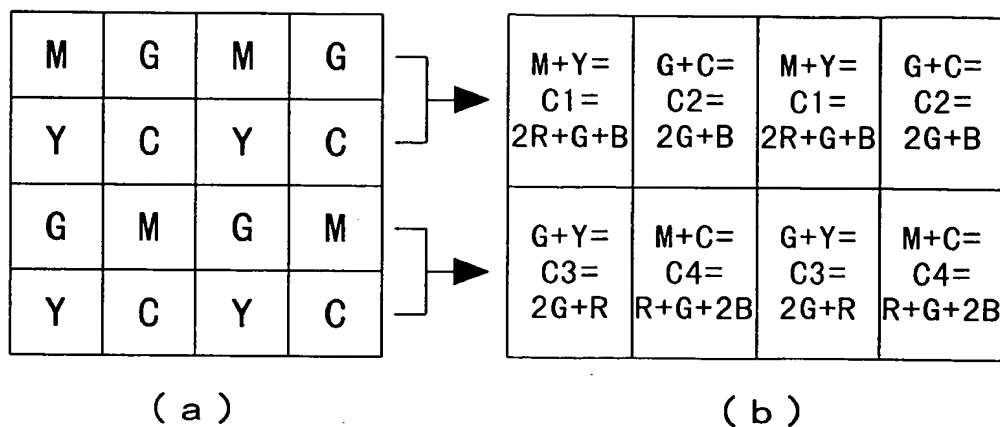 M G M G
Y C Y C
G M G M
Y C Y C
M+Y= G+C= M+Y= G+C=
C1= C2= C1= C2=
2R+G+B 2G+B 2R+G+B 2G+B
G+Y= M+C= G+Y= M+C=
C3= C4= C3= C4=
2G+R R+G+2B 2G+R R+G+2B
(a) (b)